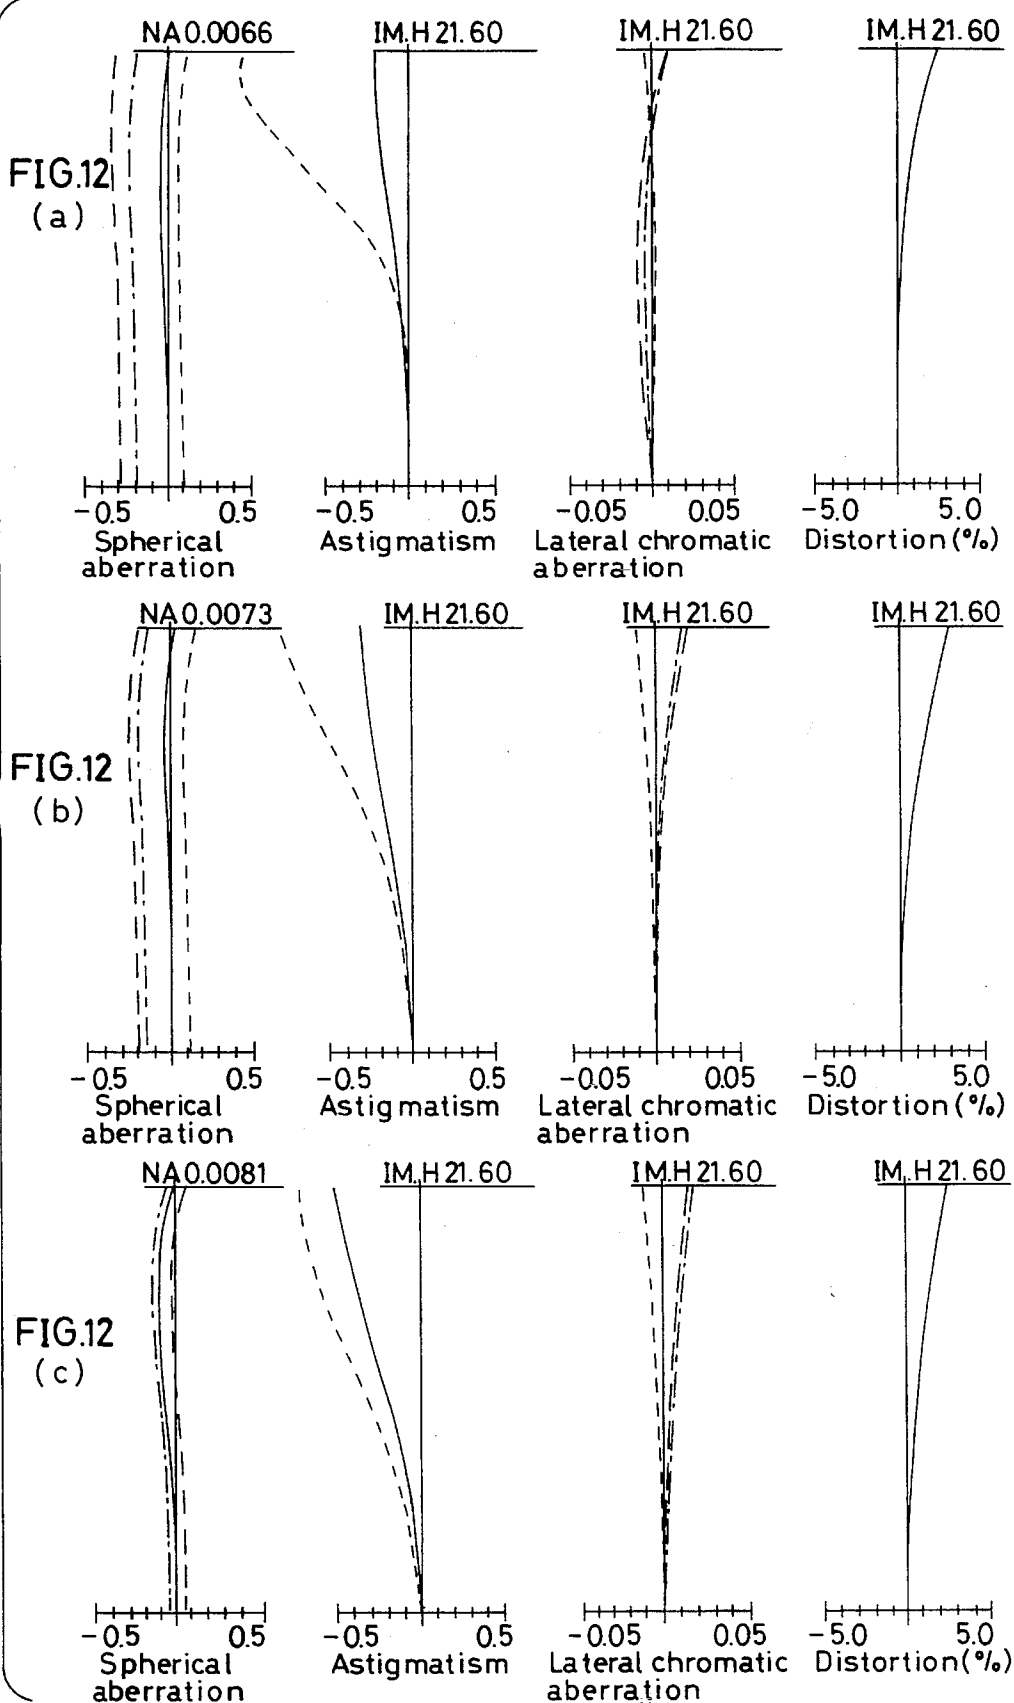 NA 0.0066 IM.H 21.60 IM.H 21.60 IM.H 21.60
FIG.12
(a)
-0.5 0.5 -0.5 0.5 -0.05 0.05 -5.0 5.0
Spherical aberration Astigmatism Lateral chromatic aberration Distortion (%)
NA 0.0073 IM.H 21.60 IM.H 21.60 IM.H 21.60
FIG.12
(b)
-0.5 0.5 -0.5 0.5 -0.05 0.05 -5.0 5.0
Spherical aberration Astigmatism Lateral chromatic aberration Distortion (%)
NA 0.0081 IM.H 21.60 IM.H 21.60 IM.H 21.60
FIG.12
(c)
-0.5 0.5 -0.5 0.5 -0.05 0.05 -5.0 5.0
Spherical aberration Astigmatism Lateral chromatic aberration Distortion (%)